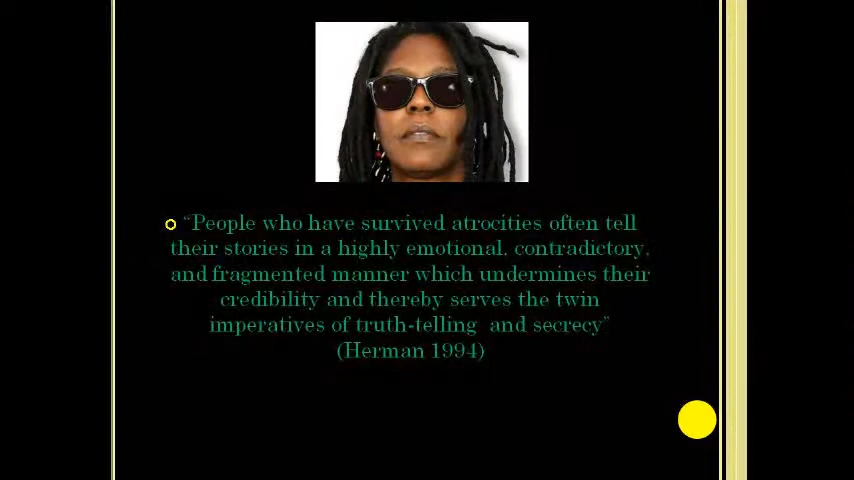 “People who have survived atrocities often tell
their stories in a highly emotional, contradictory,
and fragmented manner which undermines their
credibility and thereby serves the twin
imperatives of truth-telling  and secrecy”
(Herman 1994)